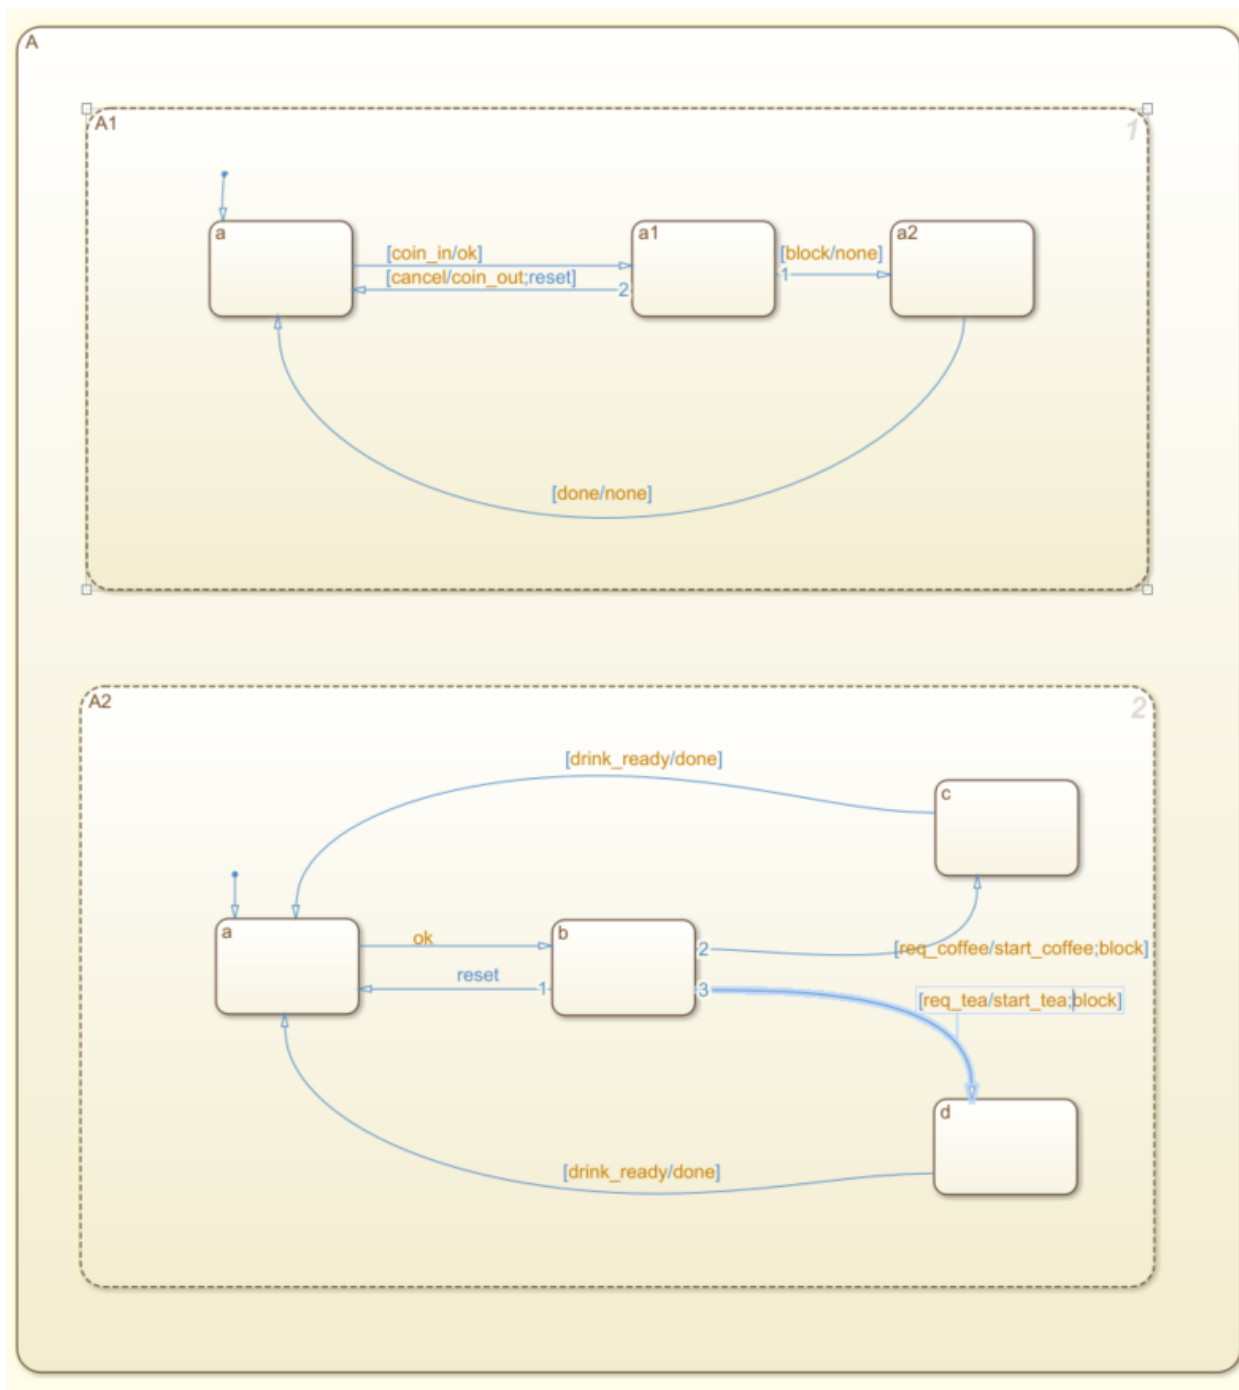 A
A1
1
a
a1
a2
[coin_in/ok]
[block/none]
[cancel/coin_out;reset]
1
2
[done/none]
A2
2
[drink_ready/done]
c
a
b
ok
2
[req_coffee/start_coffee;block]
reset
1
3
[req_tea/start_tea;block]
d
[drink_ready/done]